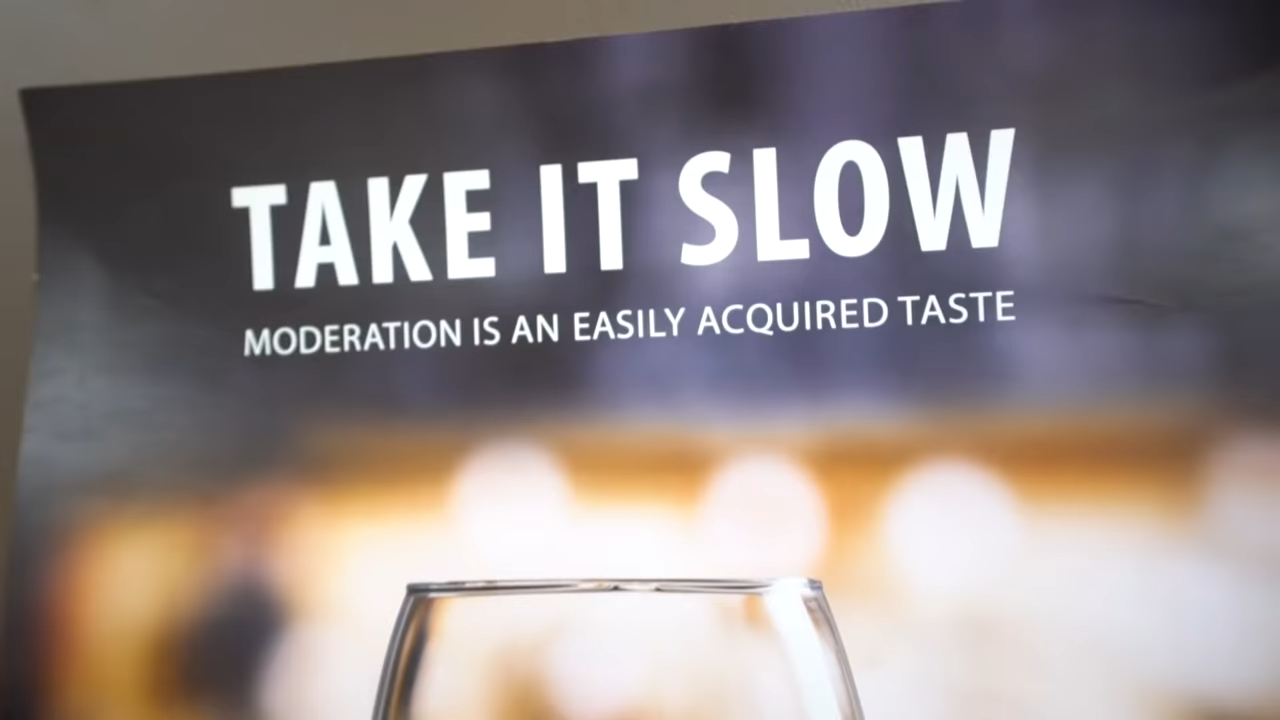 TAKE IT SLOW
MODERATION IS AN EASILY ACQUIRED TASTE